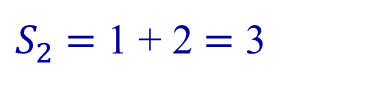 S₂ = 1 + 2 = 3